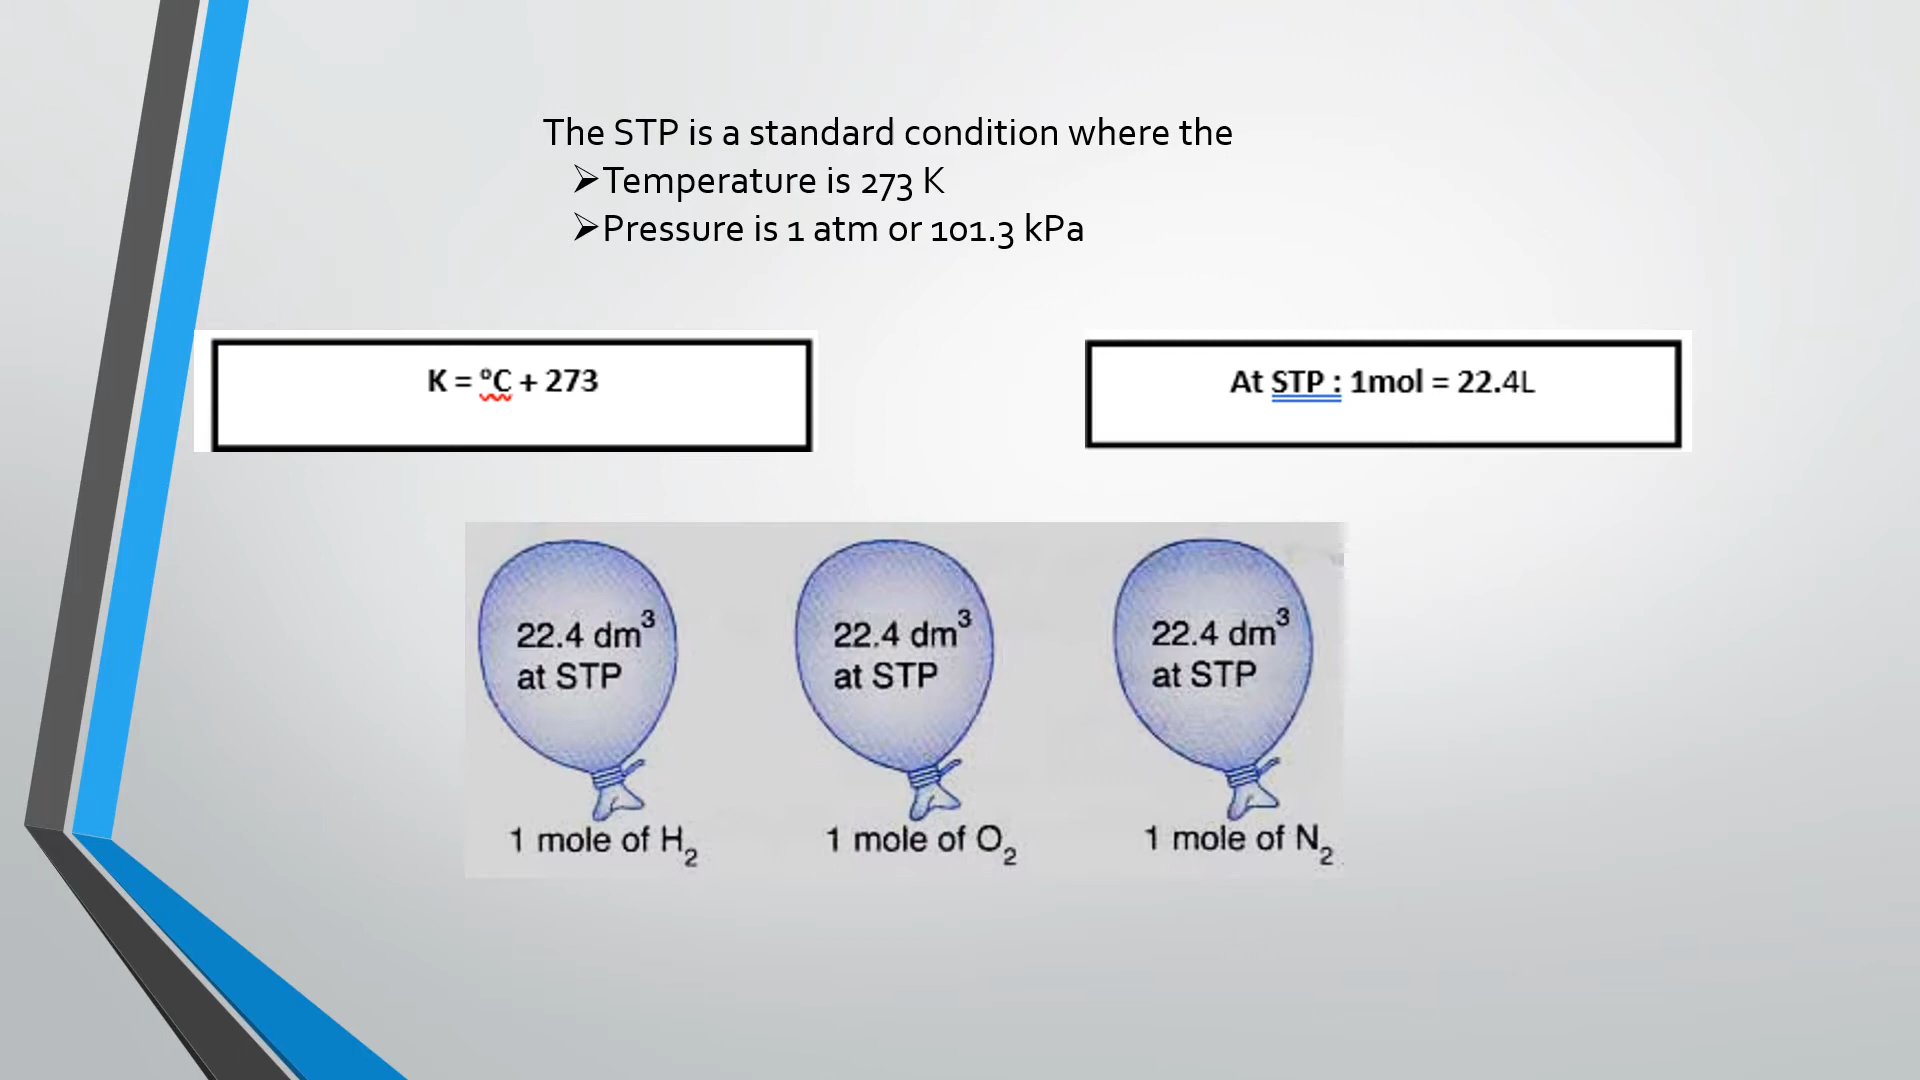 The STP is a standard condition where the
➢Temperature is 273 K
➢Pressure is 1 atm or 101.3 kPa
K = ºC + 273
At STP : 1mol = 22.4L
22.4 dm³
at STP
1 mole of H₂
22.4 dm³
at STP
1 mole of O₂
22.4 dm³
at STP
1 mole of N₂